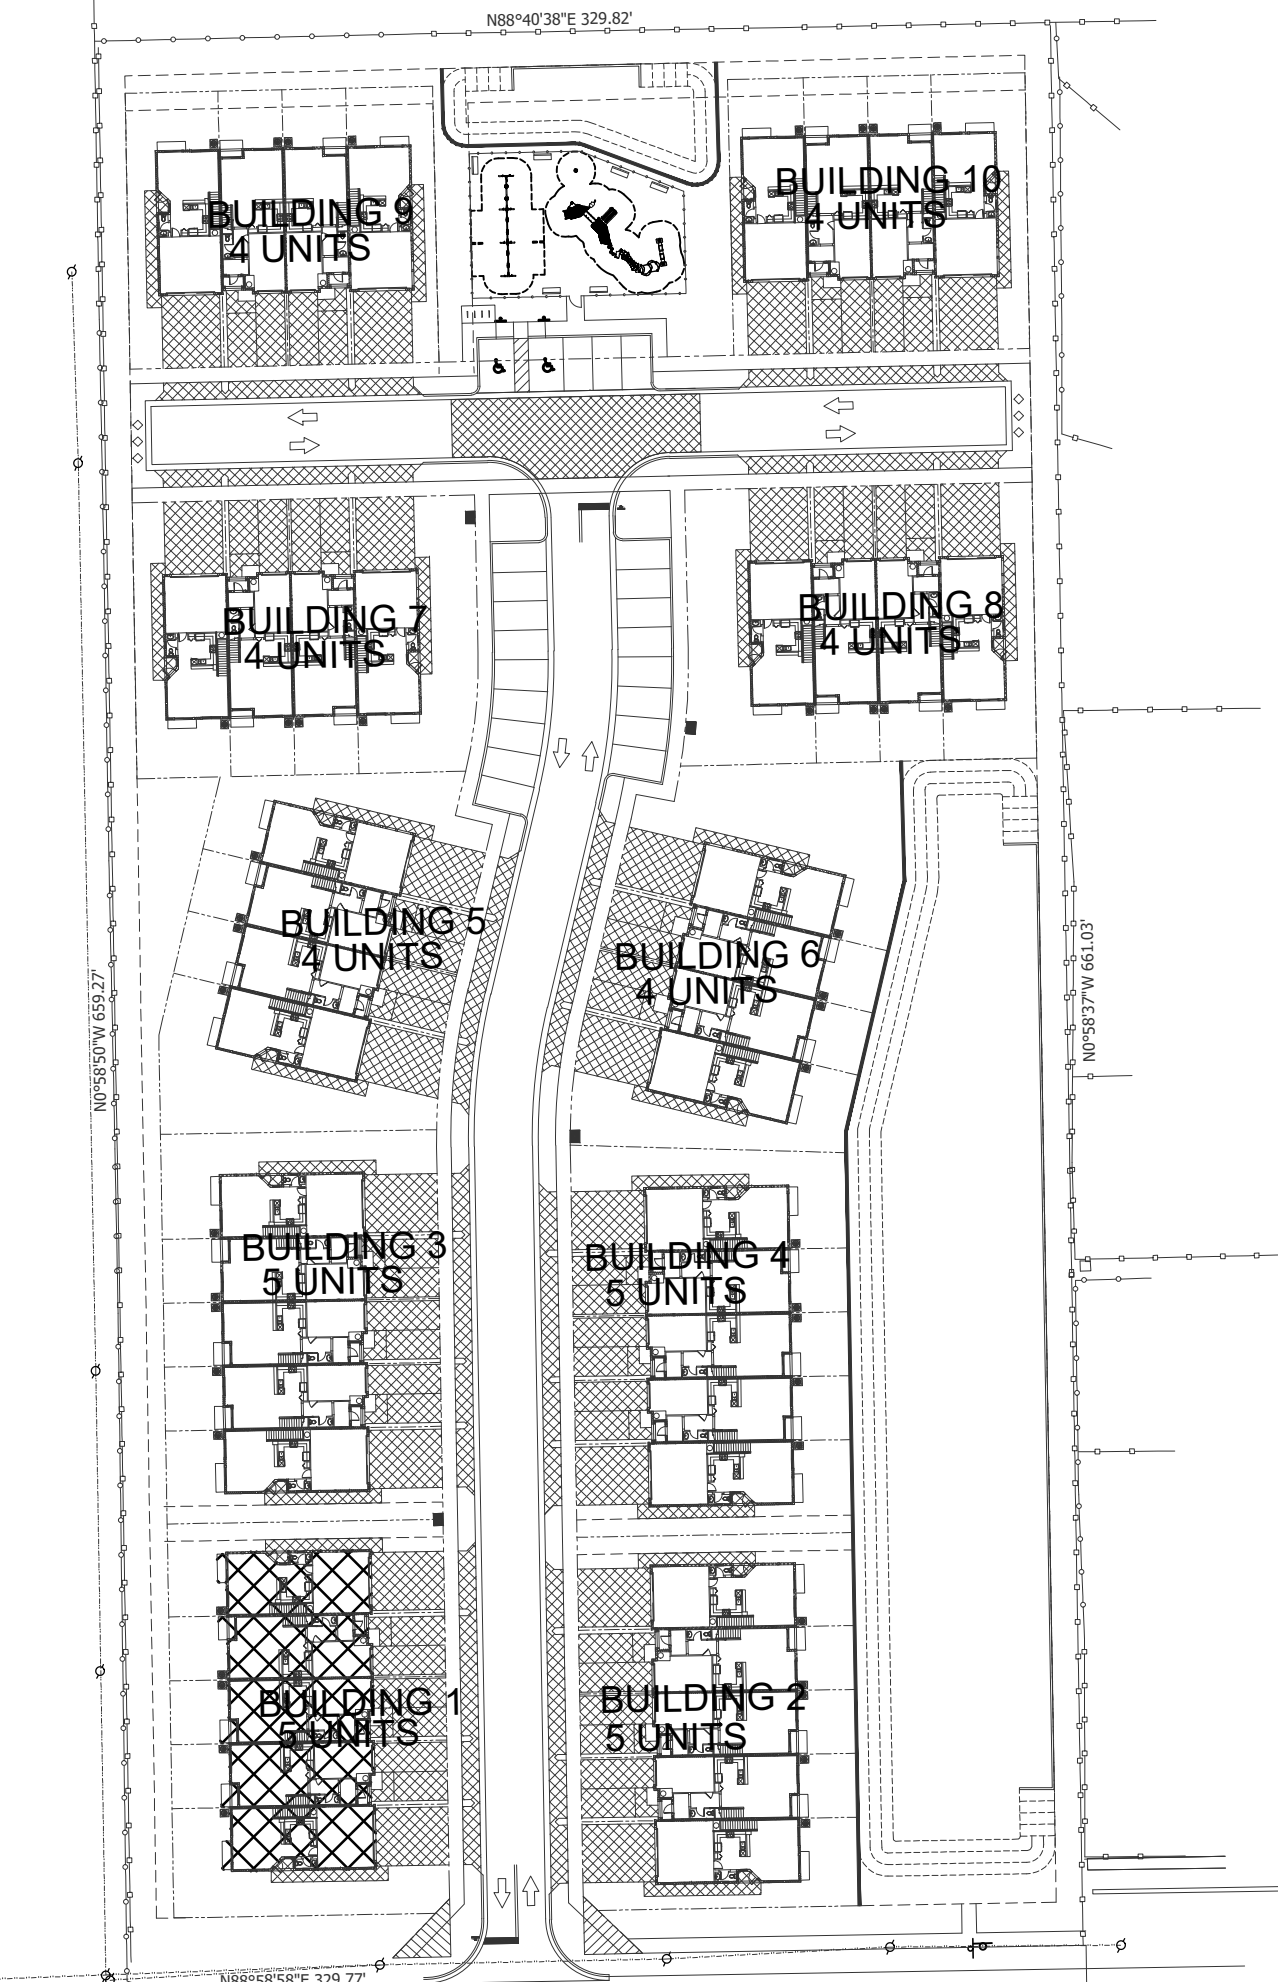 N88°40'38"E 329.82'
BUILDING 9
4 UNITS
BUILDING 10
4 UNITS
BUILDING 7
4 UNITS
BUILDING 8
4 UNITS
BUILDING 5
4 UNITS
BUILDING 6
4 UNITS
N0°58'50"W 659.27'
N0°58'37"W 661.03'
BUILDING 3
5 UNITS
BUILDING 4
5 UNITS
BUILDING 1
5 UNITS
BUILDING 2
5 UNITS
N88°58'58"E 329.77'